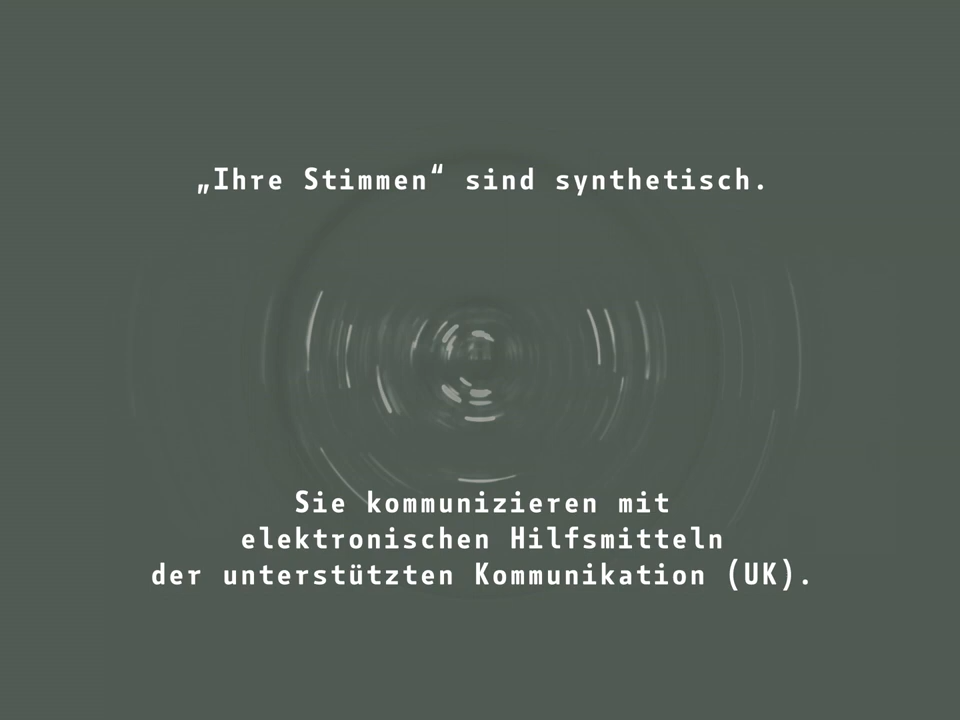 „Ihre Stimmen“ sind synthetisch.
Sie kommunizieren mit
elektronischen Hilfsmitteln
der unterstützten Kommunikation (UK).